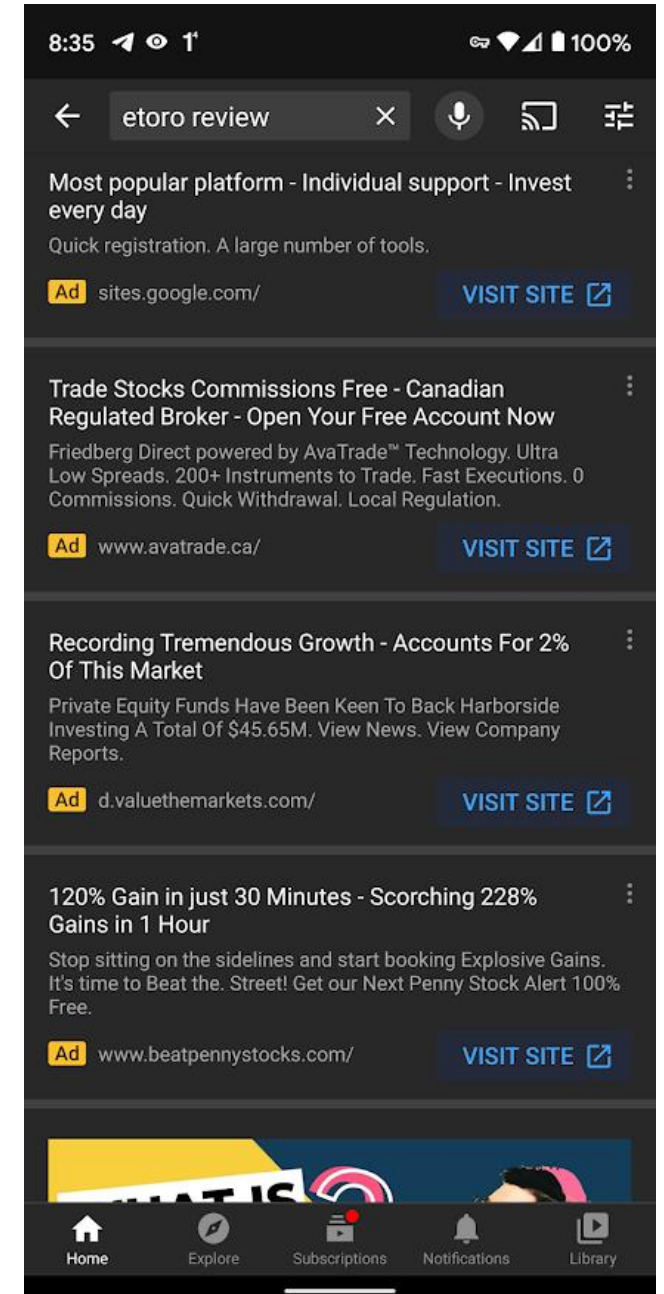 8:35 1° 100%
etoro review
Most popular platform - Individual support - Invest
every day
Quick registration. A large number of tools.
Ad sites.google.com/ VISIT SITE
Trade Stocks Commissions Free - Canadian
Regulated Broker - Open Your Free Account Now
Friedberg Direct powered by AvaTrade™ Technology. Ultra
Low Spreads. 200+ Instruments to Trade. Fast Executions. 0
Commissions. Quick Withdrawal. Local Regulation.
Ad www.avatrade.ca/ VISIT SITE
Recording Tremendous Growth - Accounts For 2%
Of This Market
Private Equity Funds Have Been Keen To Back Harborside
Investing A Total Of $45.65M. View News. View Company
Reports.
Ad d.valuethemarkets.com/ VISIT SITE
120% Gain in just 30 Minutes - Scorching 228%
Gains in 1 Hour
Stop sitting on the sidelines and start booking Explosive Gains.
It's time to Beat the. Street! Get our Next Penny Stock Alert 100%
Free.
Ad www.beatpennystocks.com/ VISIT SITE
WHAT IS
Home Explore Subscriptions Notifications Library